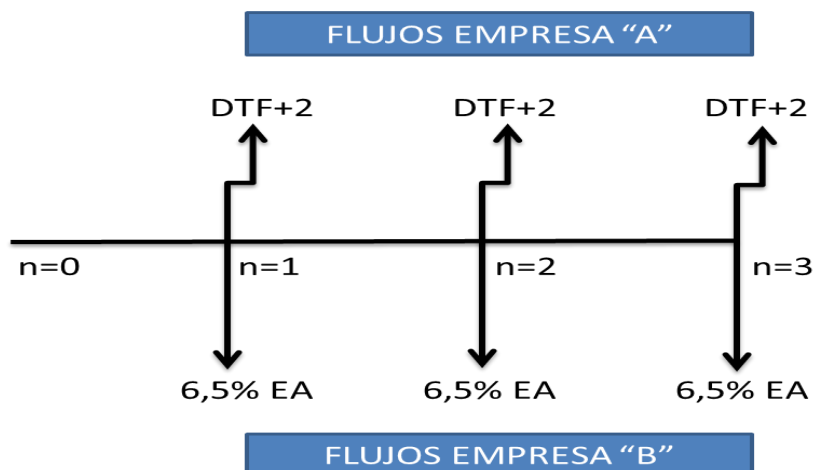 FLUJOS EMPRESA “A”
DTF+2 DTF+2 DTF+2
n=0 n=1 n=2 n=3
6,5% EA 6,5% EA 6,5% EA
FLUJOS EMPRESA “B”